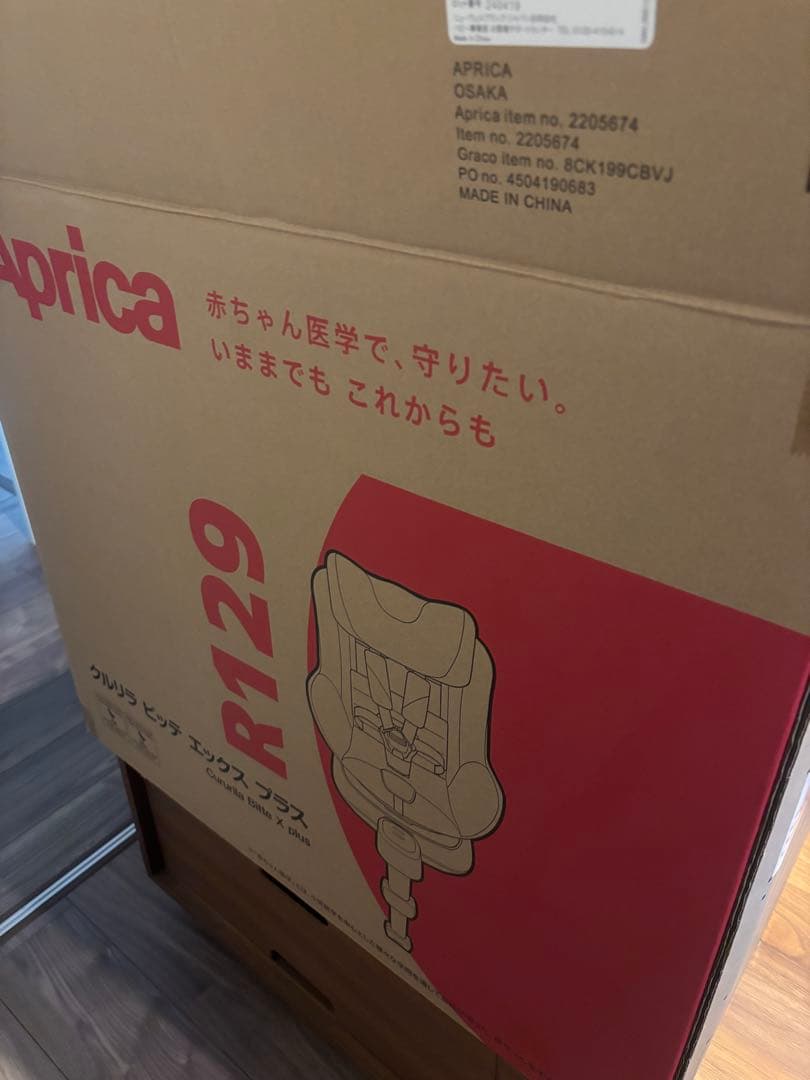 240419
APRICA
OSAKA
Aprica item no. 2205674
Item no. 2205674
Graco item no. 8CK199CBVJ
PO no. 4504190683
MADE IN CHINA
Aprica
赤ちゃん医学で、守りたい。
いままでも これからも
R129
クルリラ ビッテ エックス プラス
Cururila Bitte X plus